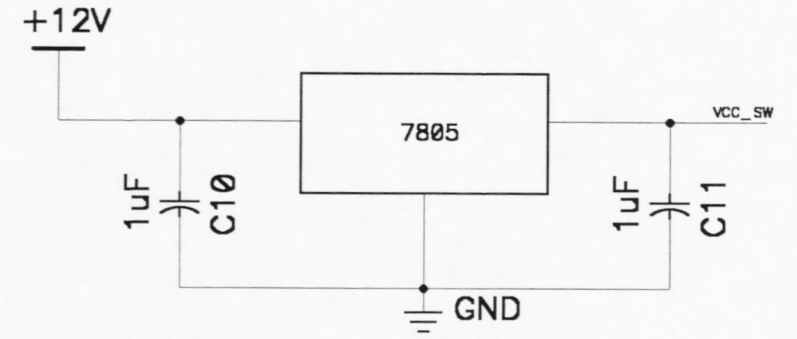 +12V
7805
VCC_SW
1uF
C10
1uF
C11
GND